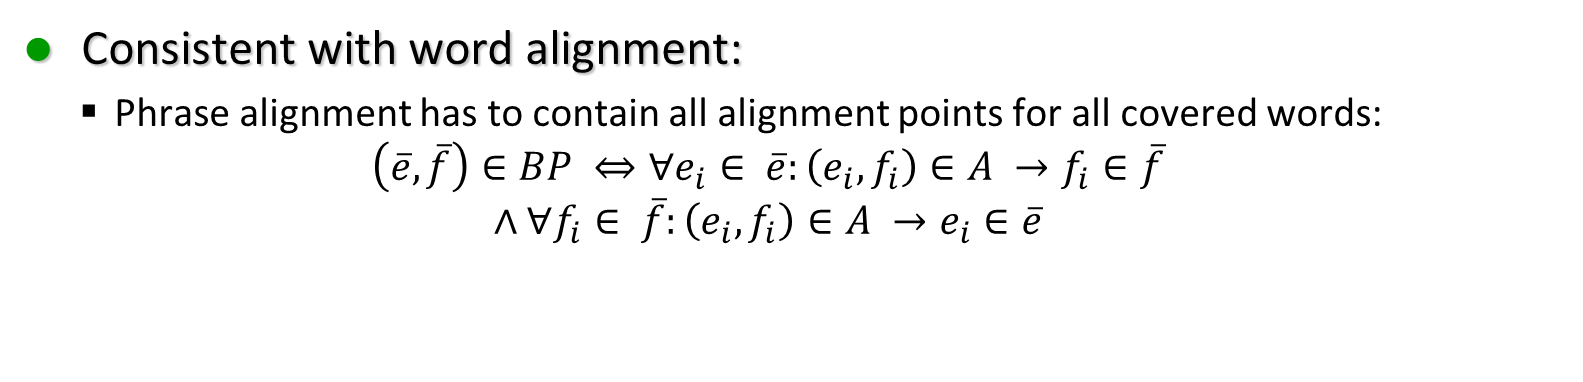 ● Consistent with word alignment:
▪ Phrase alignment has to contain all alignment points for all covered words:
(ē, f̄) ∈ BP ⇔ ∀eᵢ ∈ ē: (eᵢ, fᵢ) ∈ A → fᵢ ∈ f̄
∧ ∀fᵢ ∈ f̄: (eᵢ, fᵢ) ∈ A → eᵢ ∈ ē